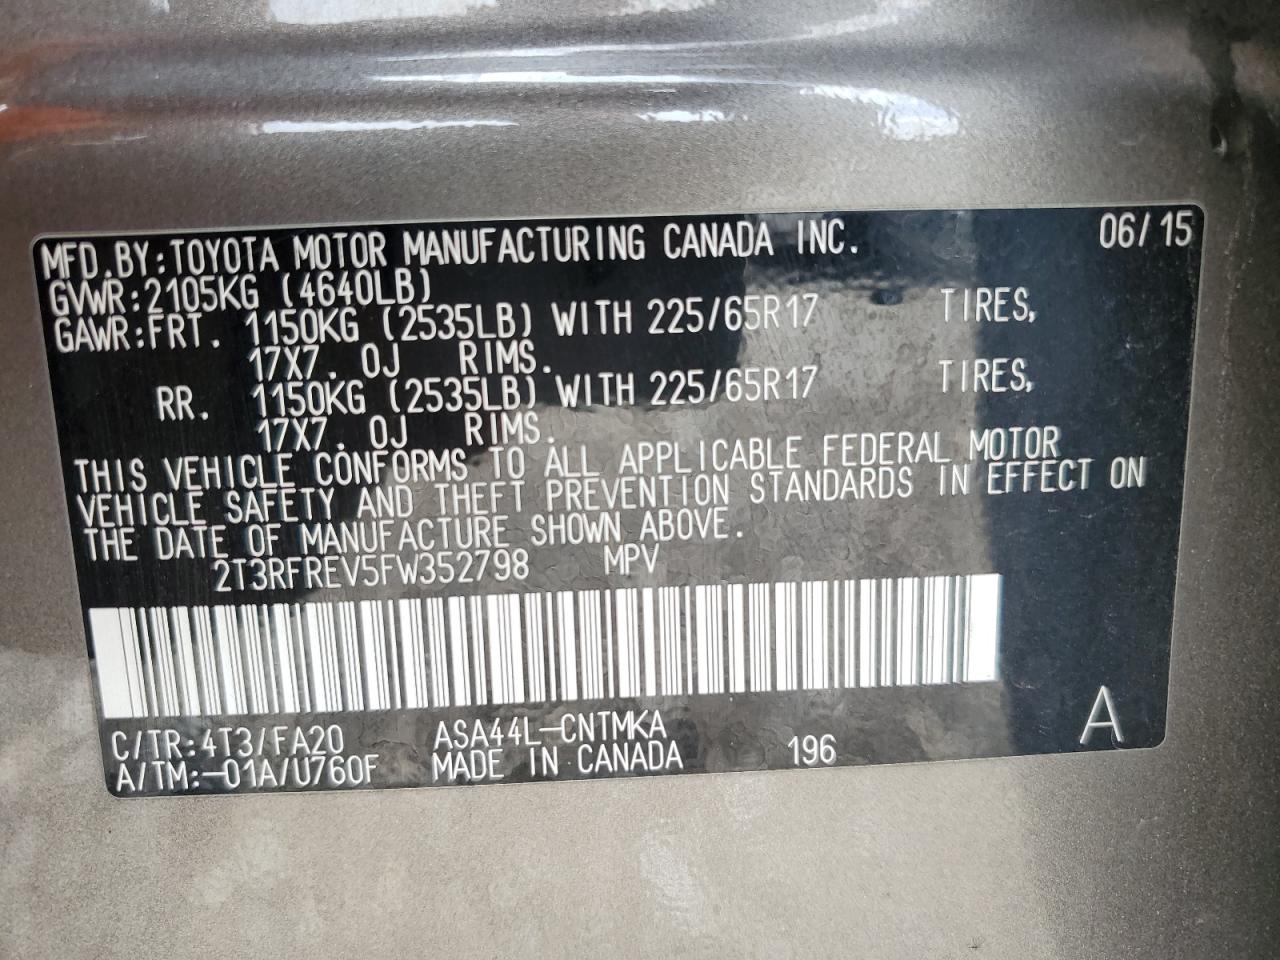 MFD.BY:TOYOTA MOTOR MANUFACTURING CANADA INC. 06/15
GVWR:2105KG (4640LB)
GAWR:FRT. 1150KG (2535LB) WITH 225/65R17 TIRES,
17X7.0J RIMS.
RR. 1150KG (2535LB) WITH 225/65R17 TIRES,
17X7.0J RIMS.
THIS VEHICLE CONFORMS TO ALL APPLICABLE FEDERAL MOTOR
VEHICLE SAFETY AND THEFT PREVENTION STANDARDS IN EFFECT ON
THE DATE OF MANUFACTURE SHOWN ABOVE.
2T3RFREV5FW352798 MPV
C/TR:4T3/FA20 ASA44L-CNTMKA A
A/TM:-01A/U760F MADE IN CANADA 196